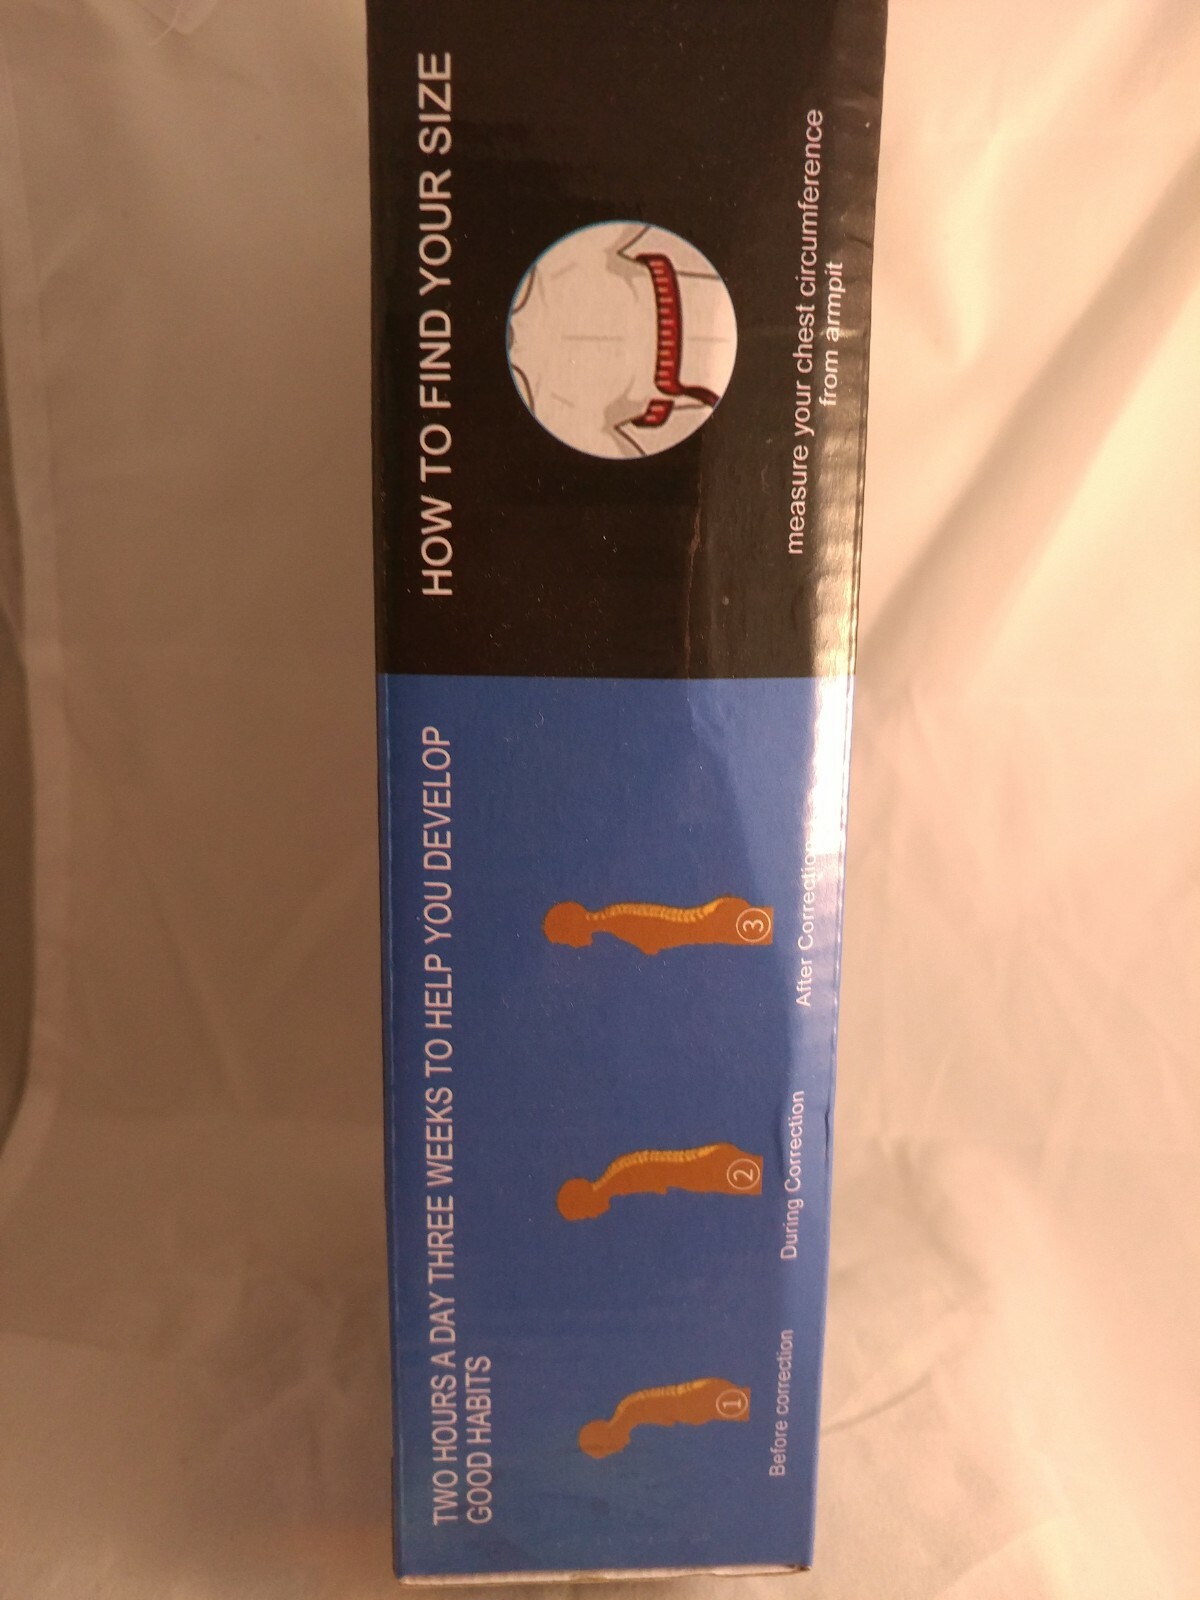 TWO HOURS A DAY THREE WEEKS TO HELP YOU DEVELOP
GOOD HABITS
①
②
③
Before correction
During Correction
After Correction
HOW TO FIND YOUR SIZE
measure your chest circumference
from armpit